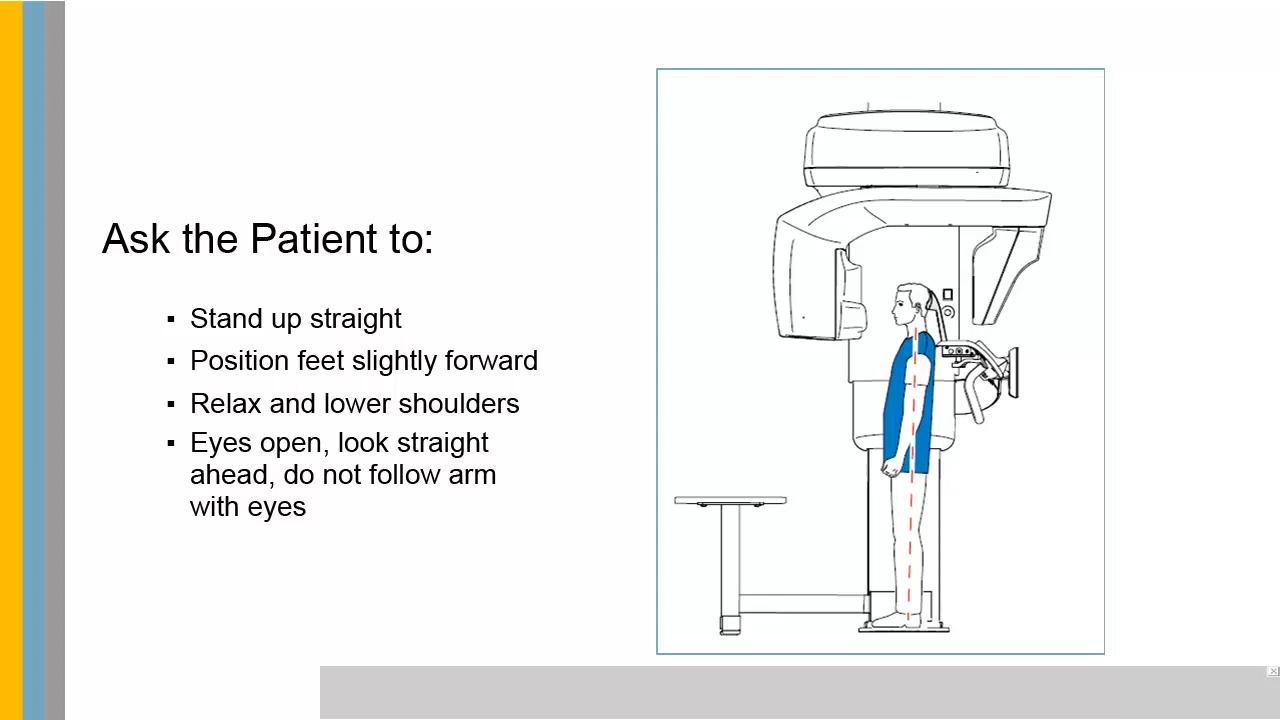 Ask the Patient to:
▪ Stand up straight
▪ Position feet slightly forward
▪ Relax and lower shoulders
▪ Eyes open, look straight
ahead, do not follow arm
with eyes